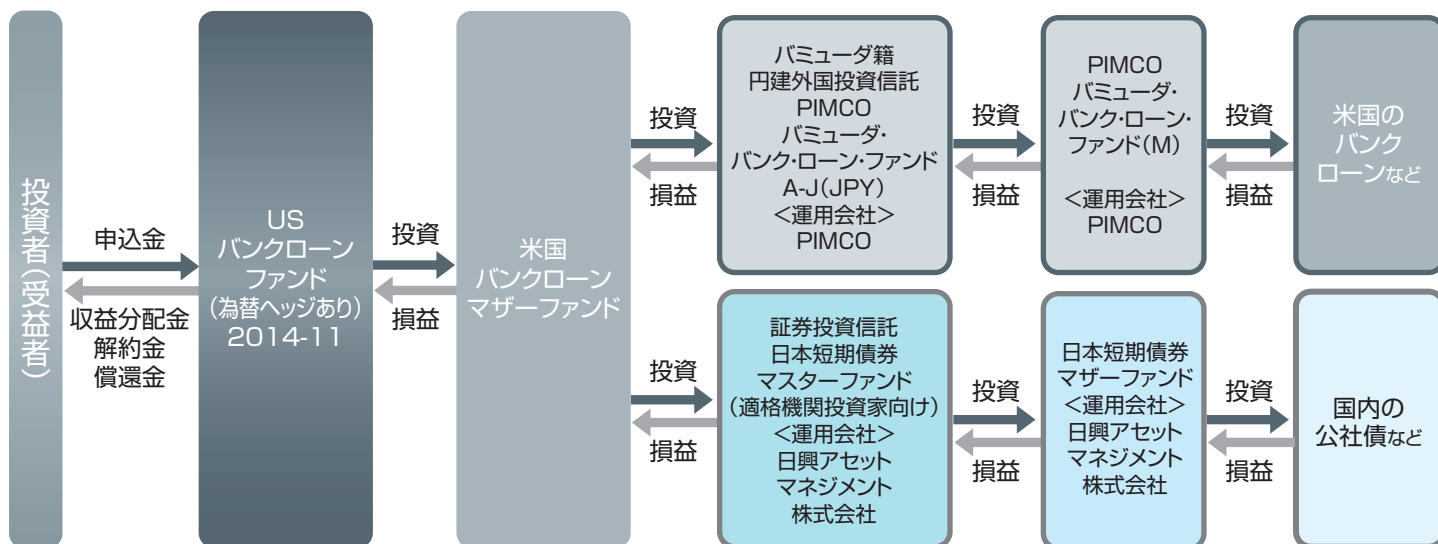 投資者(受益者)
申込金
収益分配金
解約金
償還金
US
バンクローン
ファンド
(為替ヘッジあり)
2014-11
投資
損益
米国
バンクローン
マザーファンド
投資
損益
バミューダ籍
円建外国投資信託
PIMCO
バミューダ・
バンク・ローン・ファンド
A-J(JPY)
<運用会社>
PIMCO
投資
損益
PIMCO
バミューダ・
バンク・ローン・
ファンド(M)
<運用会社>
PIMCO
投資
損益
米国の
バンク
ローンなど
投資
損益
証券投資信託
日本短期債券
マスターファンド
(適格機関投資家向け)
<運用会社>
日興アセット
マネジメント
株式会社
投資
損益
日本短期債券
マザーファンド
<運用会社>
日興アセット
マネジメント
株式会社
投資
損益
国内の
公社債など